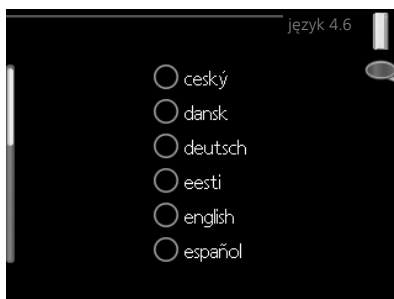 język 4.6
ceský
dansk
deutsch
eesti
english
español